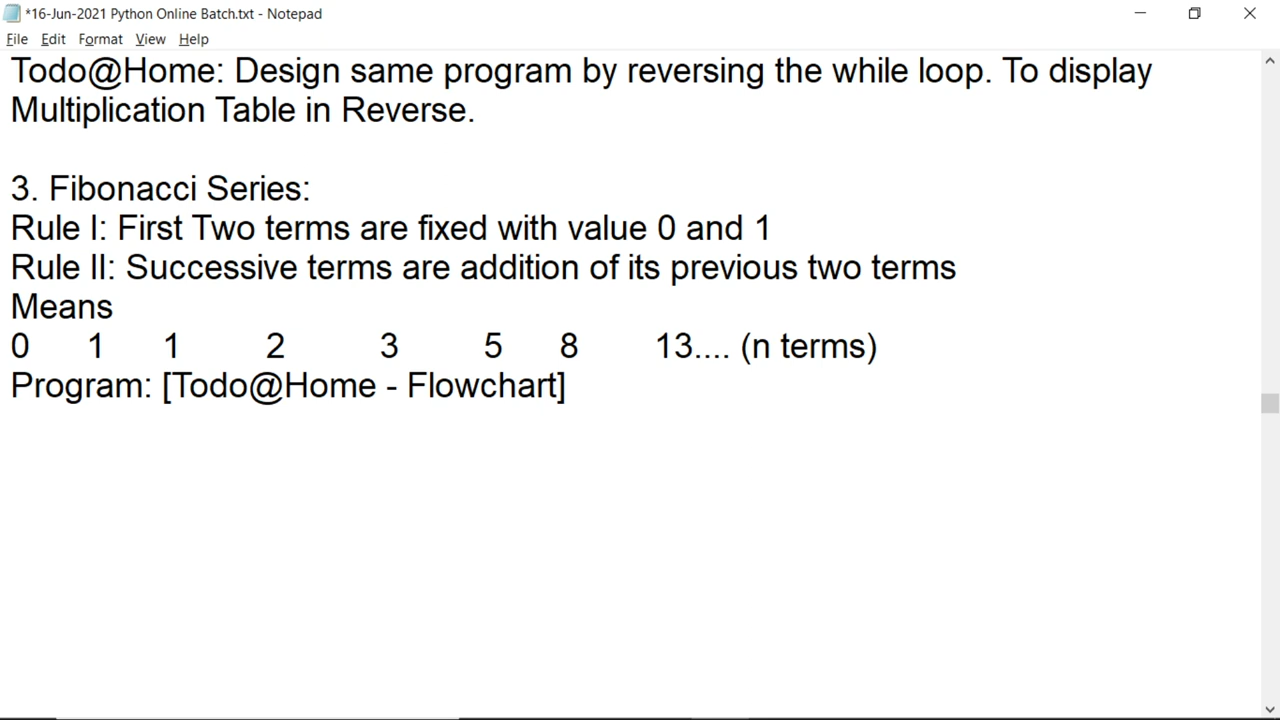 *16-Jun-2021 Python Online Batch.txt - Notepad
File Edit Format View Help
Todo@Home: Design same program by reversing the while loop. To display
Multiplication Table in Reverse.
3. Fibonacci Series:
Rule I: First Two terms are fixed with value 0 and 1
Rule II: Successive terms are addition of its previous two terms
Means
0 1 1 2 3 5 8 13.... (n terms)
Program: [Todo@Home - Flowchart]